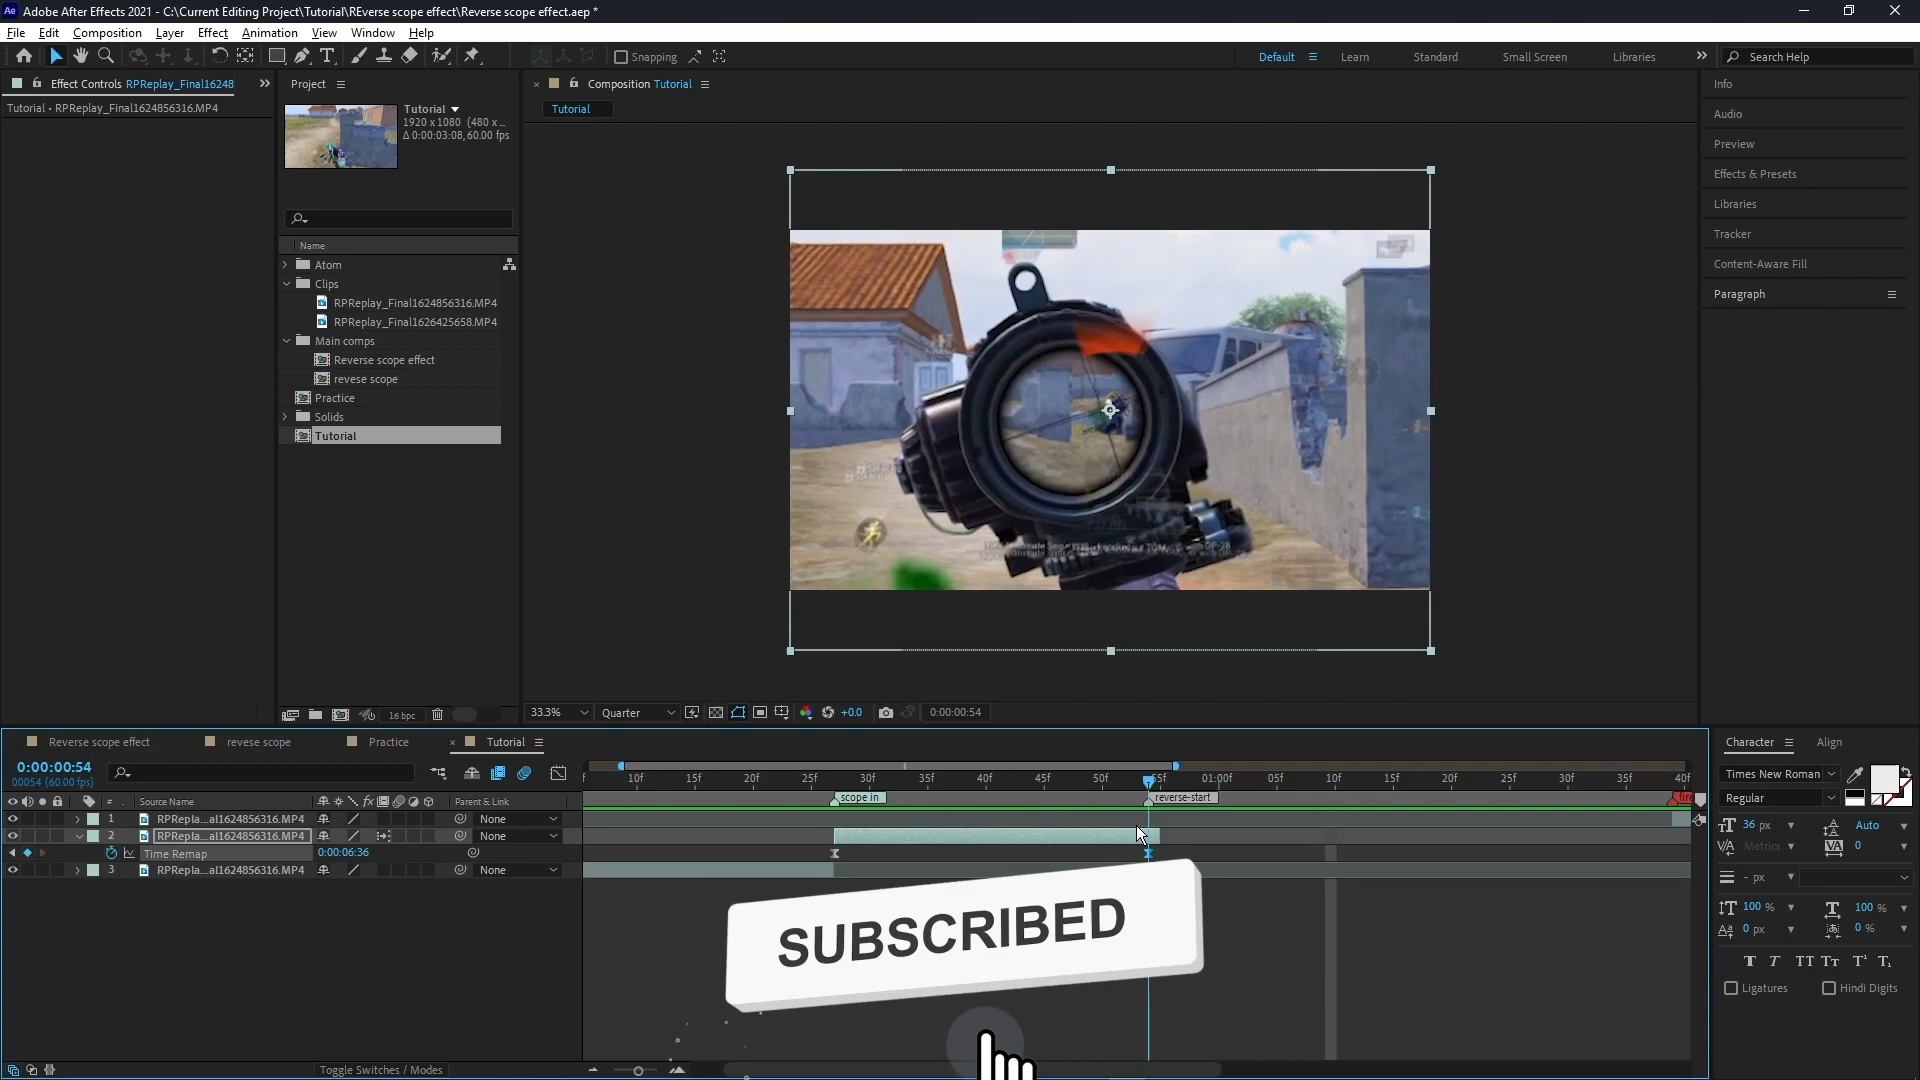 Adobe After Effects 2021 - C:\Current Editing Project\Tutorial\REverse scope effect\Reverse scope effect.aep *
File Edit Composition Layer Effect Animation View Window Help
Snapping
Default Learn Standard Small Screen Libraries
Search Help
Effect Controls RPReplay_Final16248
Tutorial • RPReplay_Final1624856316.MP4
Project
Tutorial
1920 x 1080 (480 x...
Δ 0:00:03:08, 60.00 fps
Name
Atom
Clips
RPReplay_Final1624856316.MP4
RPReplay_Final1626425658.MP4
Main comps
Reverse scope effect
revese scope
Practice
Solids
Tutorial
16 bpc
Composition Tutorial
Tutorial
33.3% Quarter +0.0 0:00:00:54
Info
Audio
Preview
Effects & Presets
Libraries
Tracker
Content-Aware Fill
Paragraph
Reverse scope effect revese scope Practice Tutorial
0:00:00:54
00054 (60.00 fps)
# Source Name Parent & Link
1 RPRepla...al1624856316.MP4 None
2 RPRepla...al1624856316.MP4 None
Time Remap 0:00:06:36
3 RPRepla...al1624856316.MP4 None
f 10f 15f 20f 25f 30f 35f 40f 45f 50f 55f 01:00f 05f 10f 15f 20f 25f 30f 35f 40f
scope in reverse-start fire
SUBSCRIBED
Toggle Switches / Modes
Character Align
Times New Roman
Regular
36 px Auto
Metrics 0
- px
100 % 100 %
0 px 0 %
T T TT Tt T¹ T₁
Ligatures Hindi Digits